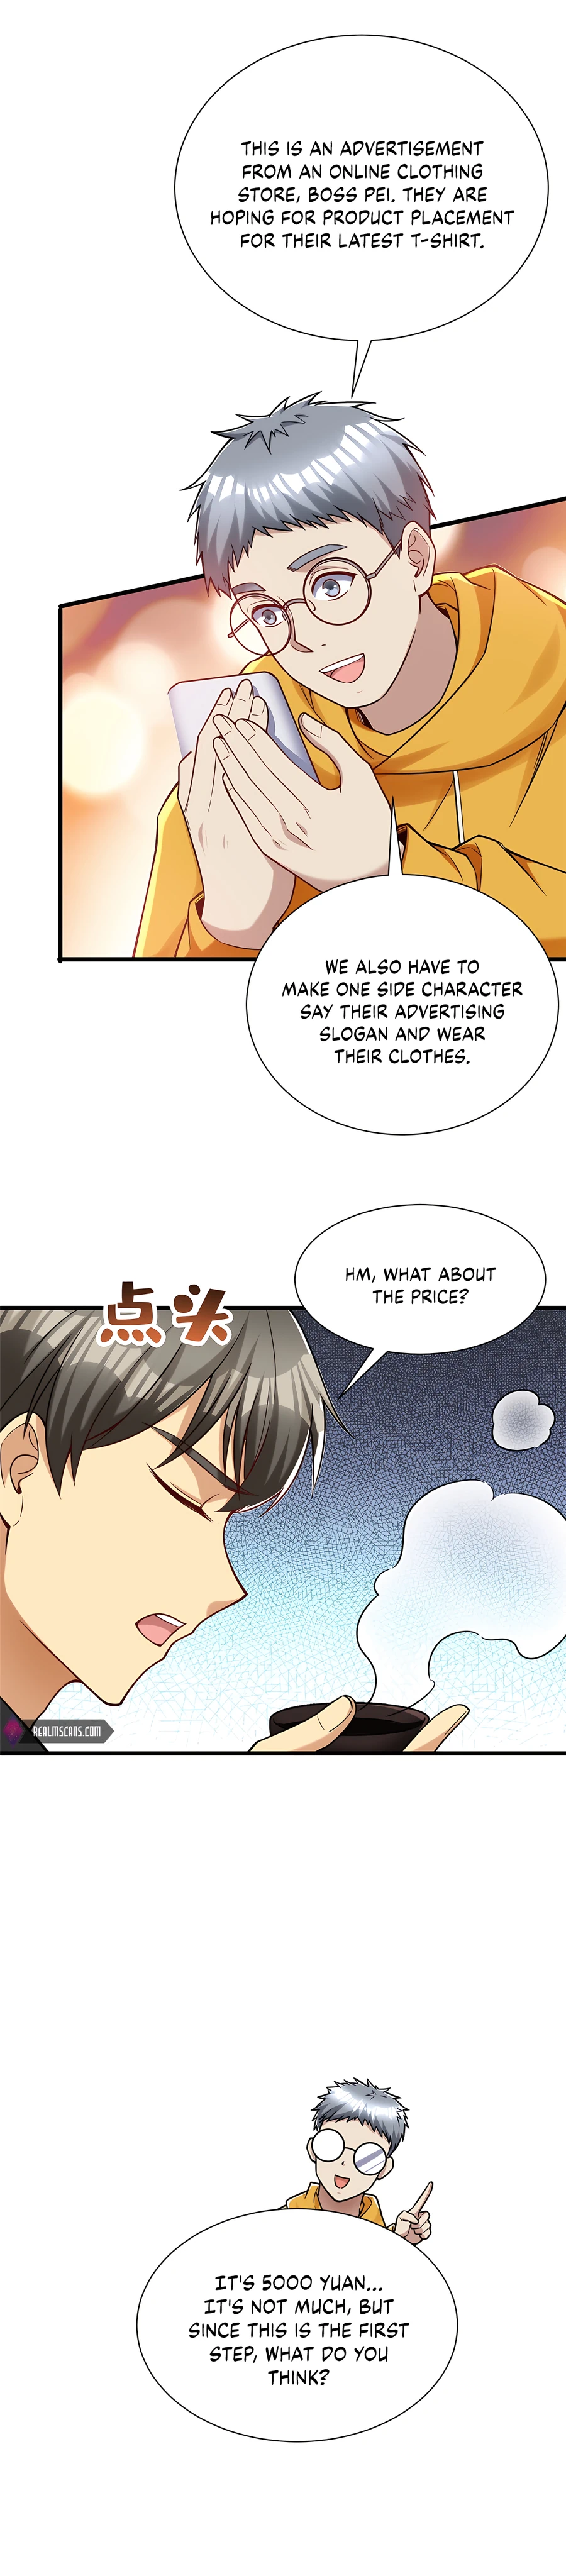 THIS IS AN ADVERTISEMENT
FROM AN ONLINE CLOTHING
STORE, BOSS PEI. THEY ARE
HOPING FOR PRODUCT PLACEMENT
FOR THEIR LATEST T-SHIRT.
WE ALSO HAVE TO
MAKE ONE SIDE CHARACTER
SAY THEIR ADVERTISING
SLOGAN AND WEAR
THEIR CLOTHES.
HM, WHAT ABOUT
THE PRICE?
点头
REALMSCANS.COM
IT'S 5000 YUAN...
IT'S NOT MUCH, BUT
SINCE THIS IS THE FIRST
STEP, WHAT DO YOU
THINK?